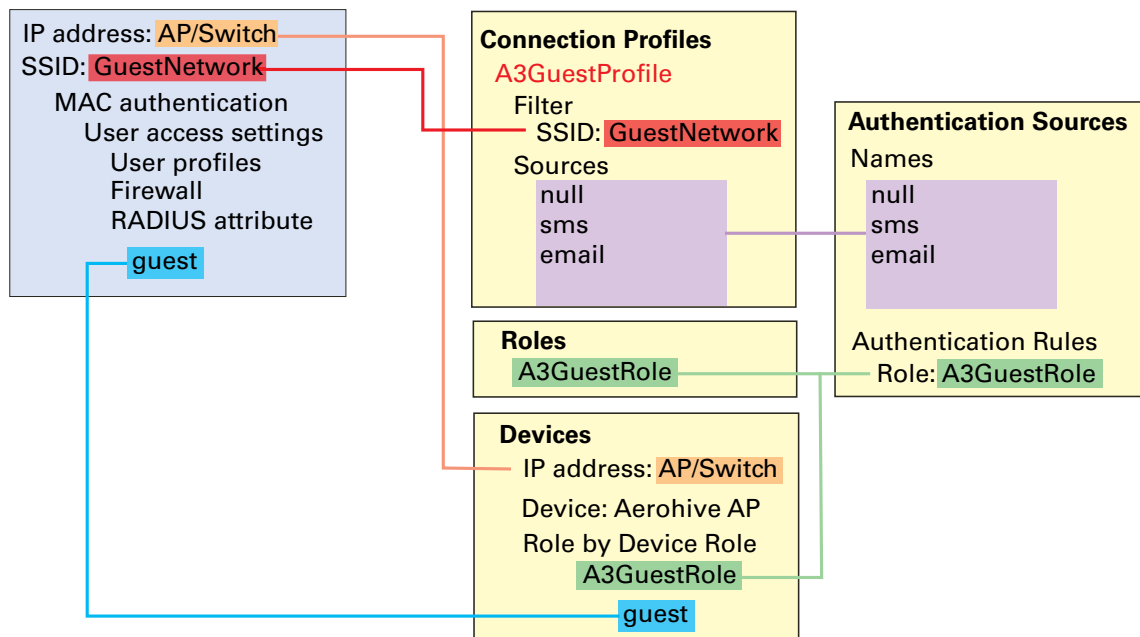 IP address: AP/Switch
SSID: GuestNetwork
MAC authentication
User access settings
User profiles
Firewall
RADIUS attribute
guest
Connection Profiles
A3GuestProfile
Filter
SSID: GuestNetwork
Sources
null
sms
email
Roles
A3GuestRole
Devices
IP address: AP/Switch
Device: Aerohive AP
Role by Device Role
A3GuestRole
guest
Authentication Sources
Names
null
sms
email
Authentication Rules
Role: A3GuestRole